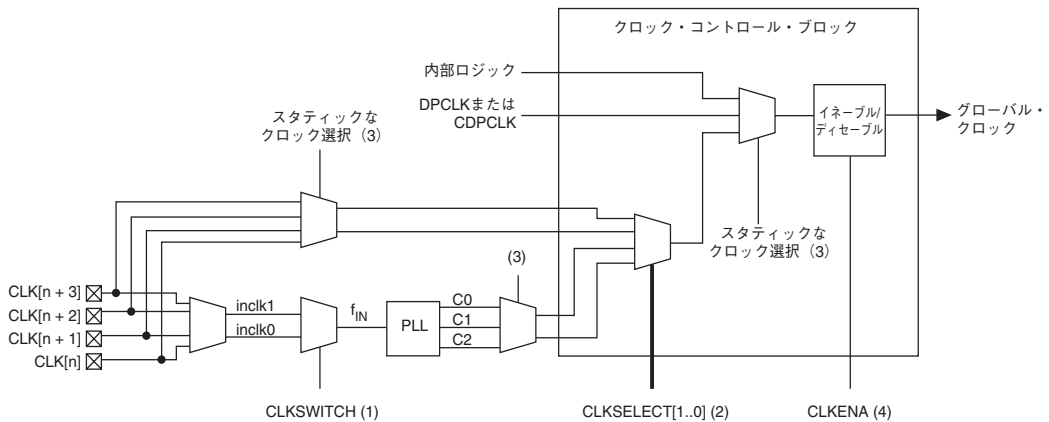 クロック・コントロール・ブロック
内部ロジック
DPCLKまたは
CDPCLK
イネーブル/
ディセーブル
グローバル・
クロック
スタティックな
クロック選択（3）
スタティックな
クロック選択（3）
(3)
CLK[n + 3]
CLK[n + 2]
CLK[n + 1]
CLK[n]
inclk1
inclk0
fIN
PLL
C0
C1
C2
CLKSWITCH (1)
CLKSELECT[1..0] (2)
CLKENA (4)